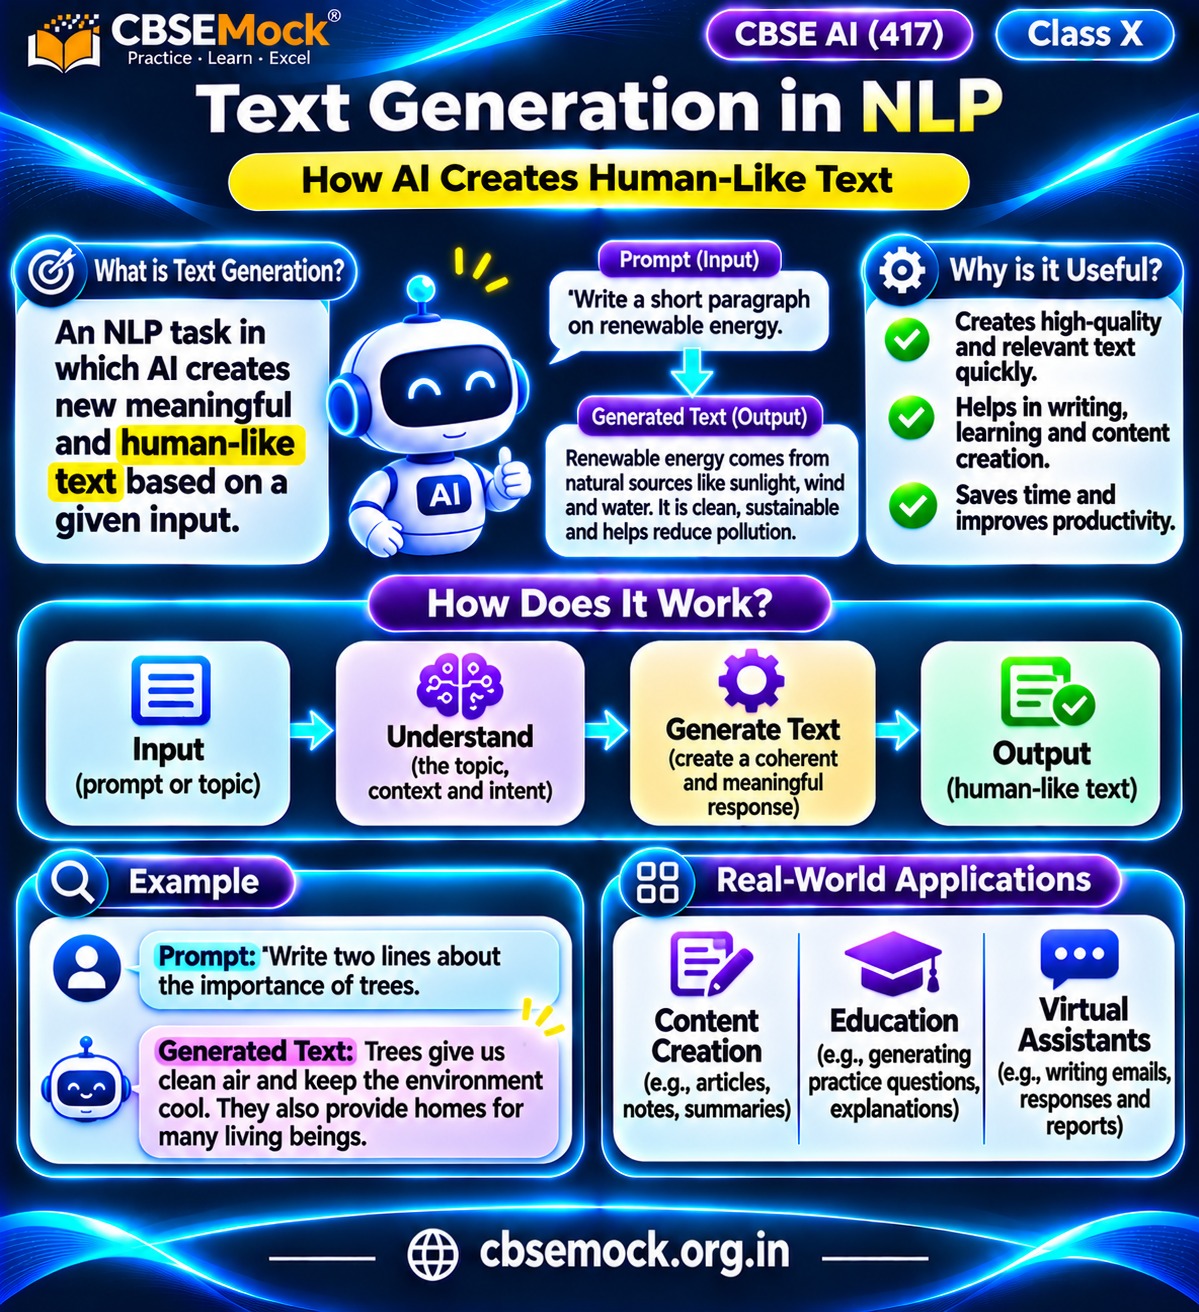 CBSEMock®
Practice · Learn · Excel
CBSE AI (417)
Class X
Text Generation in NLP
How AI Creates Human-Like Text
What is Text Generation?
An NLP task in
which AI creates
new meaningful
and human-like
text based on a
given input.
AI
Prompt (Input)
"Write a short paragraph
on renewable energy.
Generated Text (Output)
Renewable energy comes from
natural sources like sunlight, wind
and water. It is clean, sustainable
and helps reduce pollution.
Why is it Useful?
Creates high-quality
and relevant text
quickly.
Helps in writing,
learning and content
creation.
Saves time and
improves productivity.
How Does It Work?
Input
(prompt or topic)
Understand
(the topic,
context and intent)
Generate Text
(create a coherent
and meaningful
response)
Output
(human-like text)
Example
Prompt: "Write two lines about
the importance of trees.
Generated Text: Trees give us
clean air and keep the environment
cool. They also provide homes for
many living beings.
Real-World Applications
Content
Creation
(e.g., articles,
notes, summaries)
Education
(e.g., generating
practice questions,
explanations)
Virtual
Assistants
(e.g., writing emails,
responses and
reports)
cbsemock.org.in